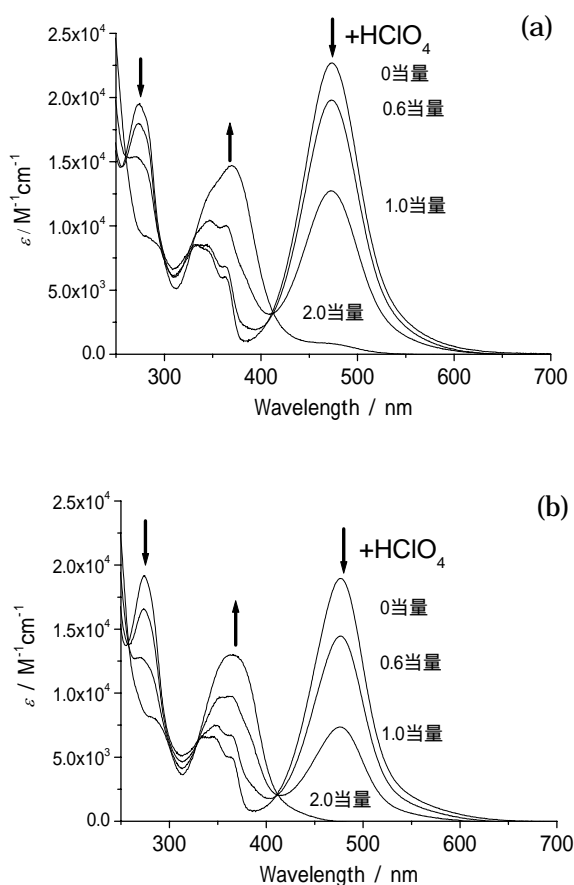 (a)
+HClO₄
0当量
0.6当量
1.0当量
2.0当量
2.5x10⁴
2.0x10⁴
1.5x10⁴
1.0x10⁴
5.0x10³
0.0
ε / M⁻¹cm⁻¹
300 400 500 600 700
Wavelength / nm
(b)
+HClO₄
0当量
0.6当量
1.0当量
2.0当量
2.5x10⁴
2.0x10⁴
1.5x10⁴
1.0x10⁴
5.0x10³
0.0
ε / M⁻¹cm⁻¹
300 400 500 600 700
Wavelength / nm